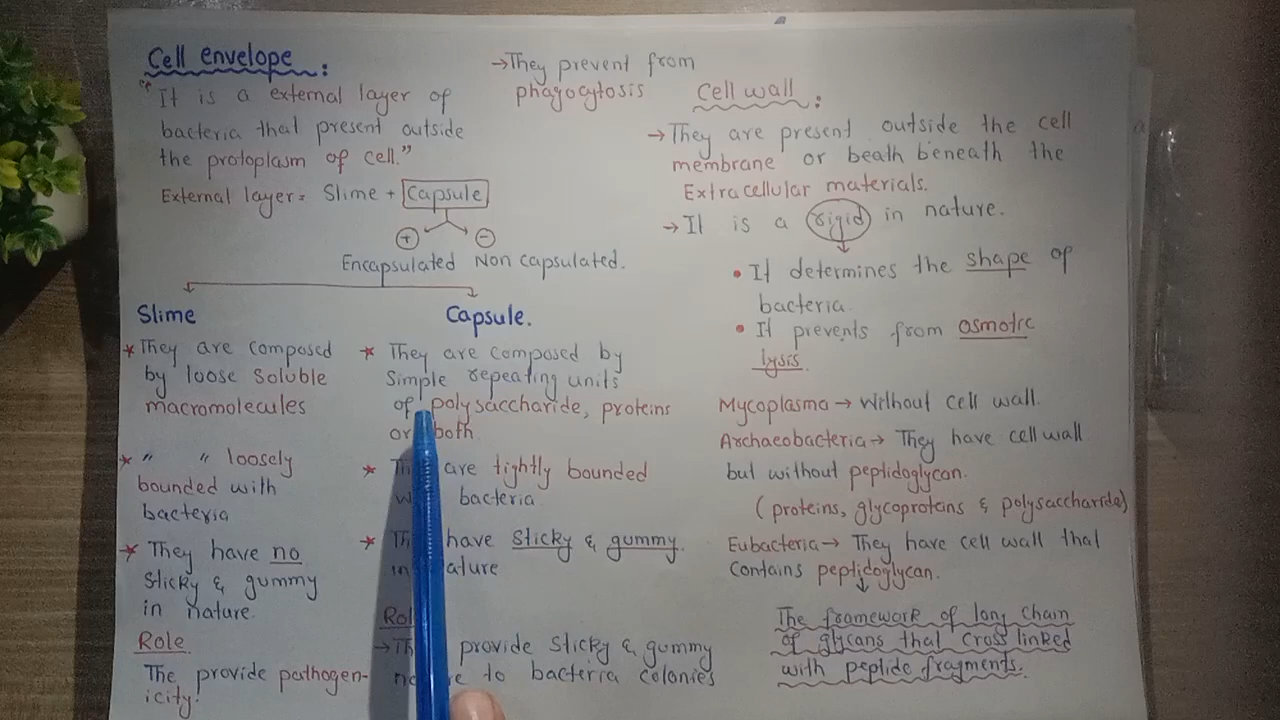 Cell envelope :
"It is a external layer of
bacteria that present outside
the protoplasm of cell."
External layer = Slime + Capsule
+ -
Encapsulated Non capsulated.
Slime
* They are composed
by loose soluble
macromolecules
* " " loosely
bounded with
bacteria
* They have no
sticky & gummy
in nature.
Role
The provide pathogen-
icity.
→They prevent from
phagocytosis
Capsule.
* They are composed by
Simple repeating units
of polysaccharide, proteins
or both
* are tightly bounded
bacteria
* have sticky & gummy.
in
→ provide sticky & gummy
to bacteria colonies
Cell wall :
→ They are present outside the cell
membrane or beath beneath the
Extracellular materials.
→ It is a rigid in nature.
• It determines the shape of
bacteria.
• It prevents from osmotic
lysis.
Mycoplasma → Without cell wall.
Archaeobacteria → They have cell wall
but without peptidoglycan.
(proteins, glycoproteins & polysaccharide)
Eubacteria → They have cell wall that
Contains peptidoglycan.
The framework of long chain
of glycans that cross linked
with peptide fragments.